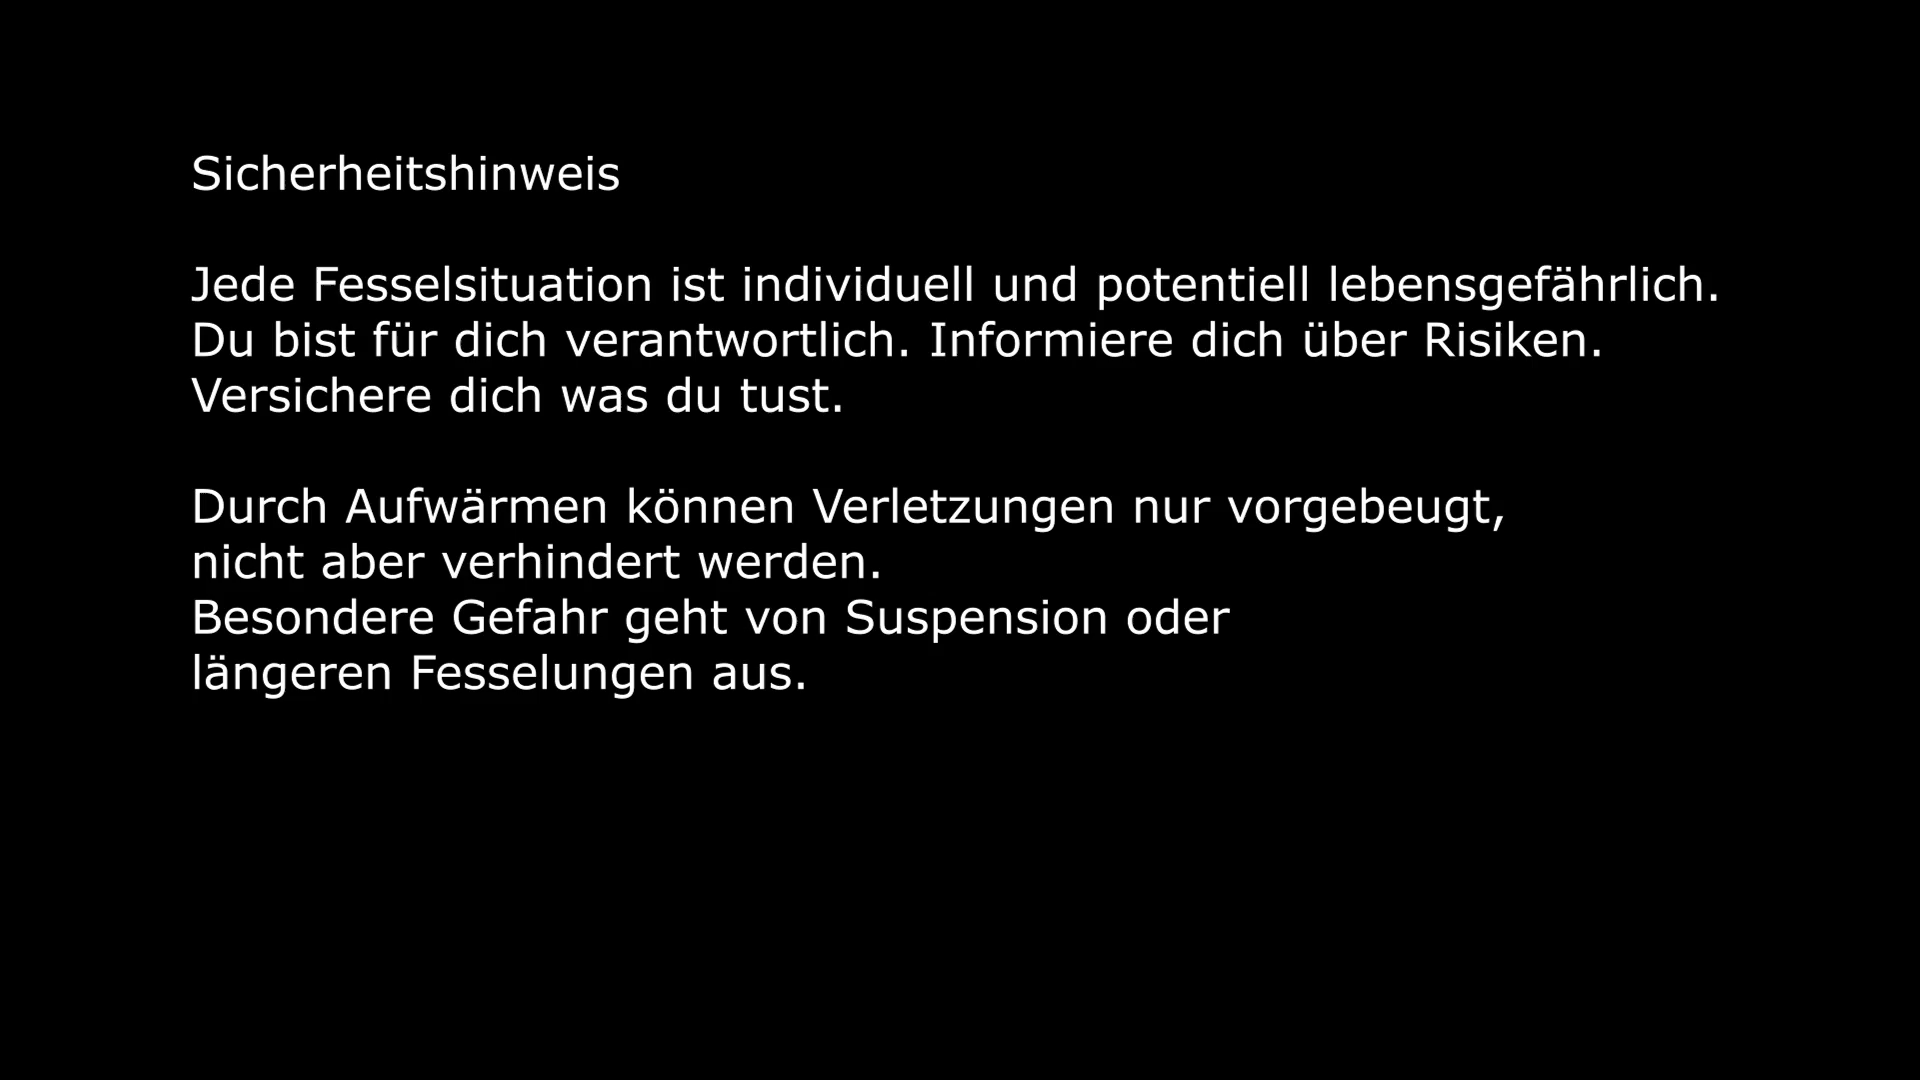 Sicherheitshinweis
Jede Fesselsituation ist individuell und potentiell lebensgefährlich.
Du bist für dich verantwortlich. Informiere dich über Risiken.
Versichere dich was du tust.
Durch Aufwärmen können Verletzungen nur vorgebeugt,
nicht aber verhindert werden.
Besondere Gefahr geht von Suspension oder
längeren Fesselungen aus.